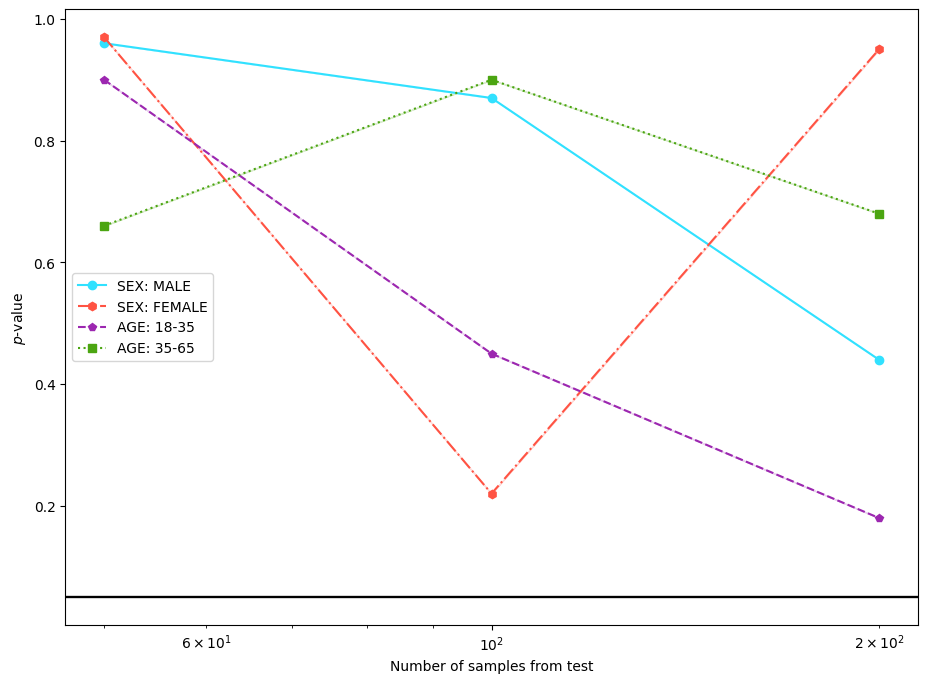 1.0
0.8
0.6
0.4
0.2
p-value
SEX: MALE
SEX: FEMALE
AGE: 18-35
AGE: 35-65
6 × 10¹
10²
2 × 10²
Number of samples from test